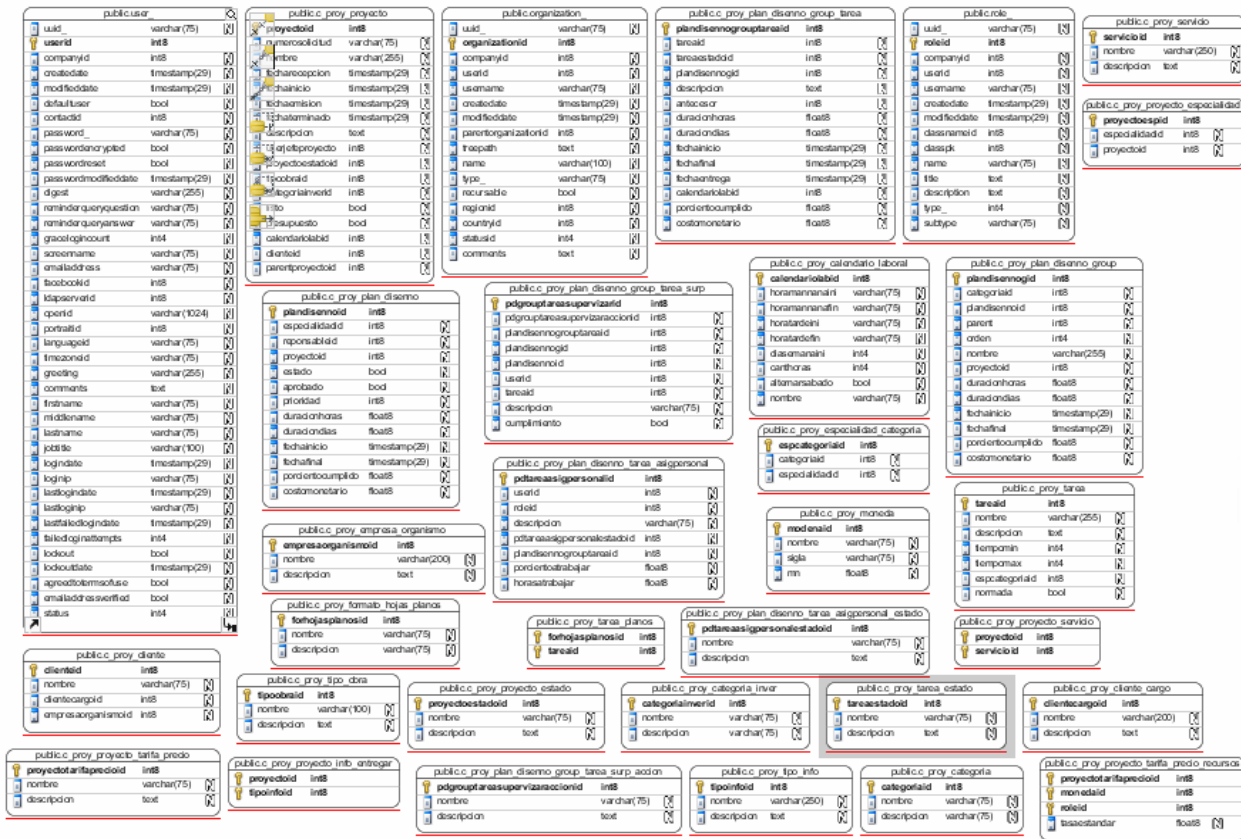 public.user_
uuid_ varchar(75)
userid int8
companyid int8
createdate timestamp(29)
modifieddate timestamp(29)
defaultuser bool
contactid int8
password_ varchar(75)
passwordencrypted bool
passwordreset bool
passwordmodifieddate timestamp(29)
digest varchar(255)
reminderqueryquestion varchar(75)
reminderqueryanswer varchar(75)
gracelogincount int4
screenname varchar(75)
emailaddress varchar(75)
facebookid int8
ldapserverid int8
openid varchar(1024)
portraitid int8
languageid varchar(75)
timezoneid varchar(75)
greeting varchar(255)
comments text
firstname varchar(75)
middlename varchar(75)
lastname varchar(75)
jobtitle varchar(100)
logindate timestamp(29)
loginip varchar(75)
lastlogindate timestamp(29)
lastloginip varchar(75)
lastfailedlogindate timestamp(29)
failedloginattempts int4
lockout bool
lockoutdate timestamp(29)
agreedtotermsofuse bool
emailaddressverified bool
status int4
public.c_proy_proyecto
proyectoid int8
numerosolicitud varchar(75)
varchar(255)
fecharecepcion timestamp(29)
timestamp(29)
timestamp(29)
timestamp(29)
descripcion text
int8
proyectoestadoid int8
tipoobraid int8
categoriainverid int8
bool
presupuesto bool
calendariolabid int8
clienteid int8
parentproyectoid int8
public.organization_
uuid_ varchar(75)
organizationid int8
companyid int8
userid int8
username varchar(75)
createdate timestamp(29)
modifieddate timestamp(29)
parentorganizationid int8
treepath text
name varchar(100)
type_ varchar(75)
recursable bool
regionid int8
countryid int8
statusid int4
comments text
public.c_proy_plan_disenno_group_tarea
plandisennogrouptareaid int8
tareaid int8
tareaestadoid int8
plandisennogid int8
descripcion text
antecesor int8
duracionhoras float8
duraciondias float8
fechainicio timestamp(29)
fechafinal timestamp(29)
fechaentrega timestamp(29)
calendariolabid int8
porcientocumplido float8
costomonetario float8
public.role_
uuid_ varchar(75)
roleid int8
companyid int8
userid int8
username varchar(75)
createdate timestamp(29)
modifieddate timestamp(29)
classnameid int8
classpk int8
name varchar(75)
title text
description text
type_ int4
subtype varchar(75)
public.c_proy_servicio
servicioid int8
nombre varchar(250)
descripcion text
public.c_proy_proyecto_especialidad
proyectoespid int8
especialidadid int8
proyectoid int8
public.c_proy_plan_disenno
plandisennoid int8
especialidadid int8
reponsableid int8
proyectoid int8
estado bool
aprobado bool
prioridad int8
duracionhoras float8
duraciondias float8
fechainicio timestamp(29)
fechafinal timestamp(29)
porcientocumplido float8
costomonetario float8
public.c_proy_plan_disenno_group_tarea_surp
pdgrouptareasupervizarid int8
pdgrouptareasupervizaraccionid int8
plandisennogrouptareaid int8
plandisennogid int8
plandisennoid int8
userid int8
tareaid int8
descripcion varchar(75)
cumplimiento bool
public.c_proy_calendario_laboral
calendariolabid int8
horamannanaini varchar(75)
horamannanafin varchar(75)
horatardeini varchar(75)
horatardefin varchar(75)
diasemanaini int4
canthoras int4
alternarsabado bool
nombre varchar(75)
public.c_proy_plan_disenno_group
plandisennogid int8
categoriaid int8
plandisennoid int8
parent int8
orden int4
nombre varchar(255)
proyectoid int8
duracionhoras float8
duraciondias float8
fechainicio timestamp(29)
fechafinal timestamp(29)
porcientocumplido float8
costomonetario float8
public.c_proy_especialidad_categoria
espcategoriaid int8
categoriaid int8
especialidadid int8
public.c_proy_plan_disenno_tarea_asigpersonal
pdtareaasigpersonalid int8
userid int8
roleid int8
descripcion varchar(75)
pdtareaasigpersonalestadoid int8
plandisennogrouptareaid int8
porcientoatrabajar float8
horasatrabajar float8
public.c_proy_moneda
modenaid int8
nombre varchar(75)
sigla varchar(75)
mn float8
public.c_proy_tarea
tareaid int8
nombre varchar(255)
descripcion text
tiempomin int4
tiempomax int4
espcategoriaid int8
normada bool
public.c_proy_empresa_organismo
empresaorganismoid int8
nombre varchar(200)
descripcion text
public.c_proy_formato_hojas_planos
forhojasplanosid int8
nombre varchar(75)
descripcion varchar(75)
public.c_proy_tarea_planos
forhojasplanosid int8
tareaid int8
public.c_proy_plan_disenno_tarea_asigpersonal_estado
pdtareaasigpersonalestadoid int8
nombre varchar(75)
descripcion text
public.c_proy_proyecto_servicio
proyectoid int8
servicioid int8
public.c_proy_cliente
clienteid int8
nombre varchar(75)
clientecargoid int8
empresaorganismoid int8
public.c_proy_tipo_obra
tipoobraid int8
nombre varchar(100)
descripcion text
public.c_proy_proyecto_estado
proyectoestadoid int8
nombre varchar(75)
descripcion text
public.c_proy_categoria_inver
categoriainverid int8
nombre varchar(75)
descripcion varchar(75)
public.c_proy_tarea_estado
tareaestadoid int8
nombre varchar(75)
descripcion text
public.c_proy_cliente_cargo
clientecargoid int8
nombre varchar(200)
descripcion text
public.c_proy_proyecto_tarifa_precio
proyectotarifaprecioid int8
nombre varchar(75)
descripcion text
public.c_proy_proyecto_info_entregar
proyectoid int8
tipoinfoid int8
public.c_proy_plan_disenno_group_tarea_surp_accion
pdgrouptareasupervizaraccionid int8
nombre varchar(75)
descripcion text
public.c_proy_tipo_info
tipoinfoid int8
nombre varchar(250)
descripcion text
public.c_proy_categoria
categoriaid int8
nombre varchar(75)
descripcion text
public.c_proy_proyecto_tarifa_precio_recursos
proyectotarifaprecioid int8
monedaid int8
roleid int8
tasaestandar float8